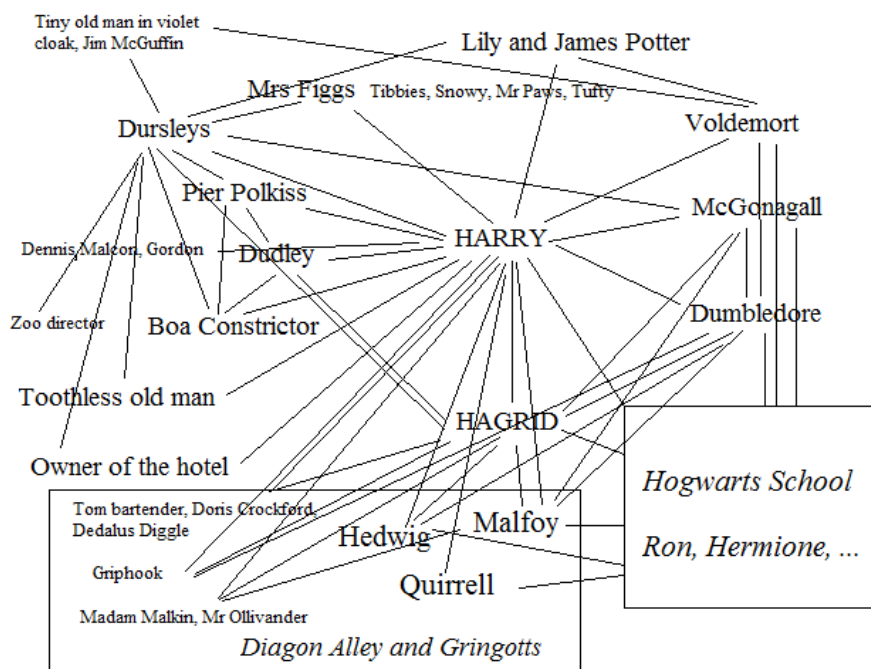 Tiny old man in violet
cloak, Jim McGuffin
Lily and James Potter
Mrs Figgs
Tibbies, Snowy, Mr Paws, Tufty
Dursleys
Voldemort
Pier Polkiss
McGonagall
HARRY
Dennis, Malcon, Gordon
Dudley
Zoo director
Boa Constrictor
Dumbledore
Toothless old man
HAGRID
Owner of the hotel
Hogwarts School
Ron, Hermione, ...
Tom bartender, Doris Crockford,
Dedalus Diggle
Hedwig
Malfoy
Griphook
Quirrell
Madam Malkin, Mr Ollivander
Diagon Alley and Gringotts